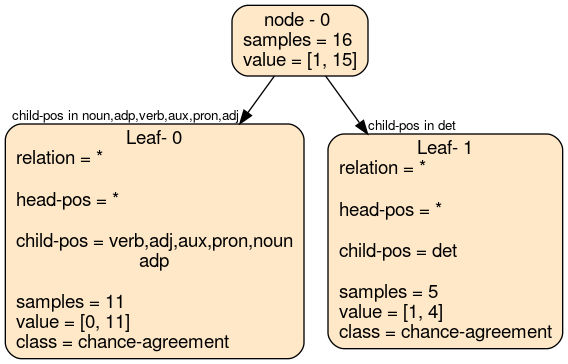 node - 0
samples = 16
value = [1, 15]
child-pos in noun,adp,verb,aux,pron,adj
child-pos in det
Leaf- 0
relation = *
head-pos = *
child-pos = verb,adj,aux,pron,noun
adp
samples = 11
value = [0, 11]
class = chance-agreement
Leaf- 1
relation = *
head-pos = *
child-pos = det
samples = 5
value = [1, 4]
class = chance-agreement